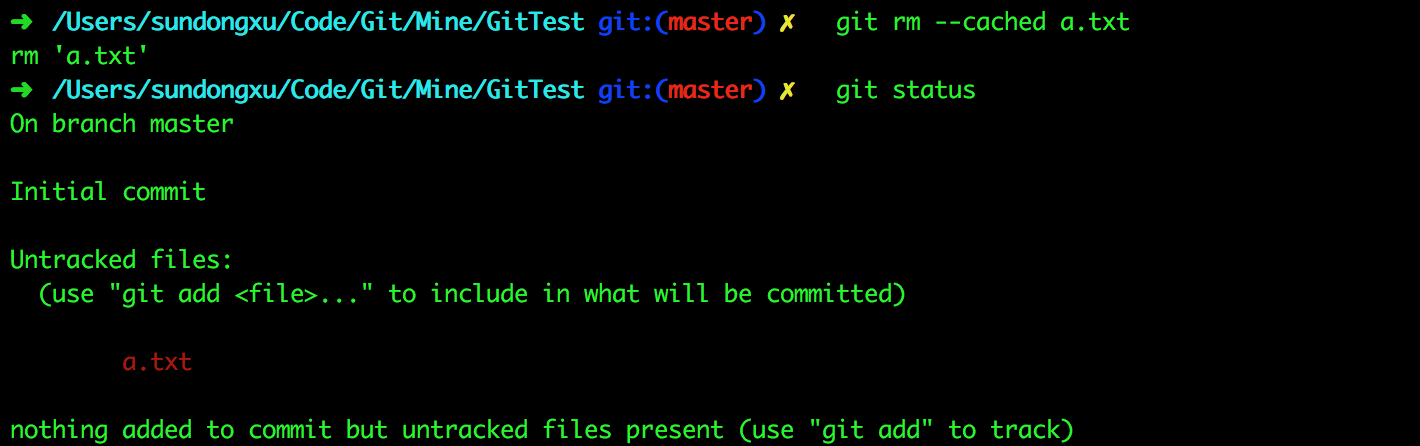 ➜ /Users/sundongxu/Code/Git/Mine/GitTest git:(master) ✗ git rm --cached a.txt
rm 'a.txt'
➜ /Users/sundongxu/Code/Git/Mine/GitTest git:(master) ✗ git status
On branch master
Initial commit
Untracked files:
(use "git add <file>..." to include in what will be committed)
a.txt
nothing added to commit but untracked files present (use "git add" to track)